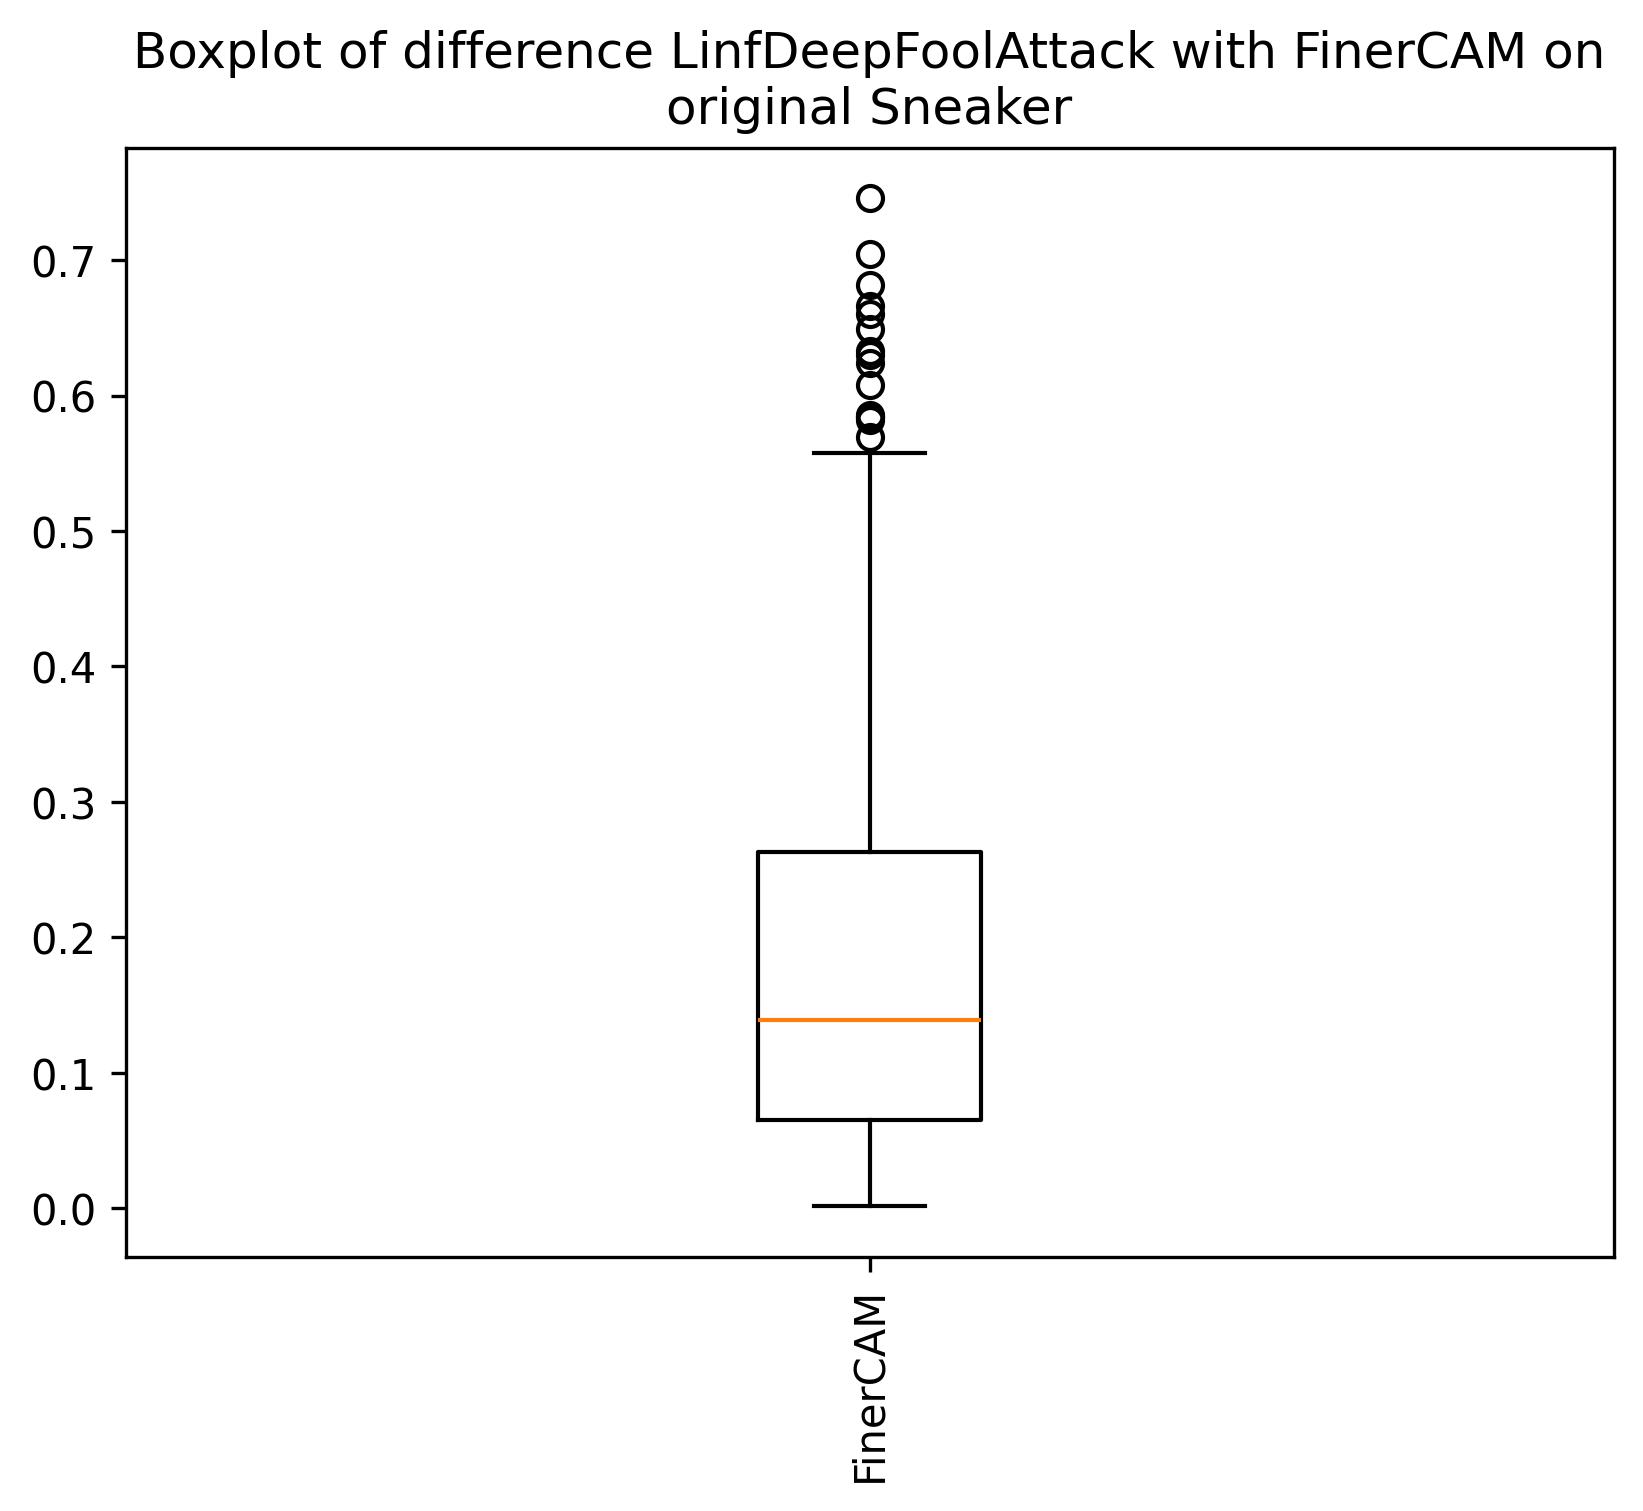 Boxplot of difference LinfDeepFoolAttack with FinerCAM on
original Sneaker
0.7
0.6
0.5
0.4
0.3
0.2
0.1
0.0
FinerCAM